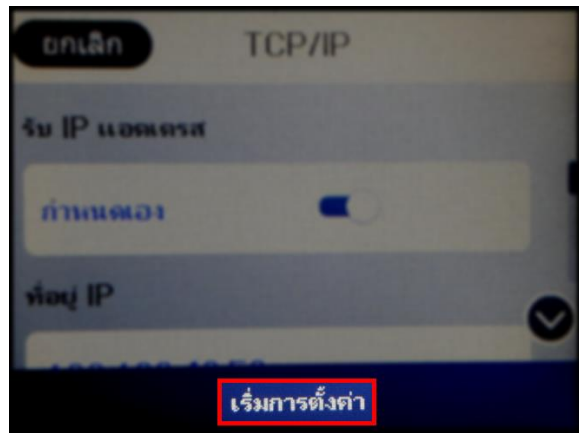 ยกเลิก
TCP/IP
รับ IP แอดเดรส
กำหนดเอง
ที่อยู่ IP
เริ่มการตั้งค่า